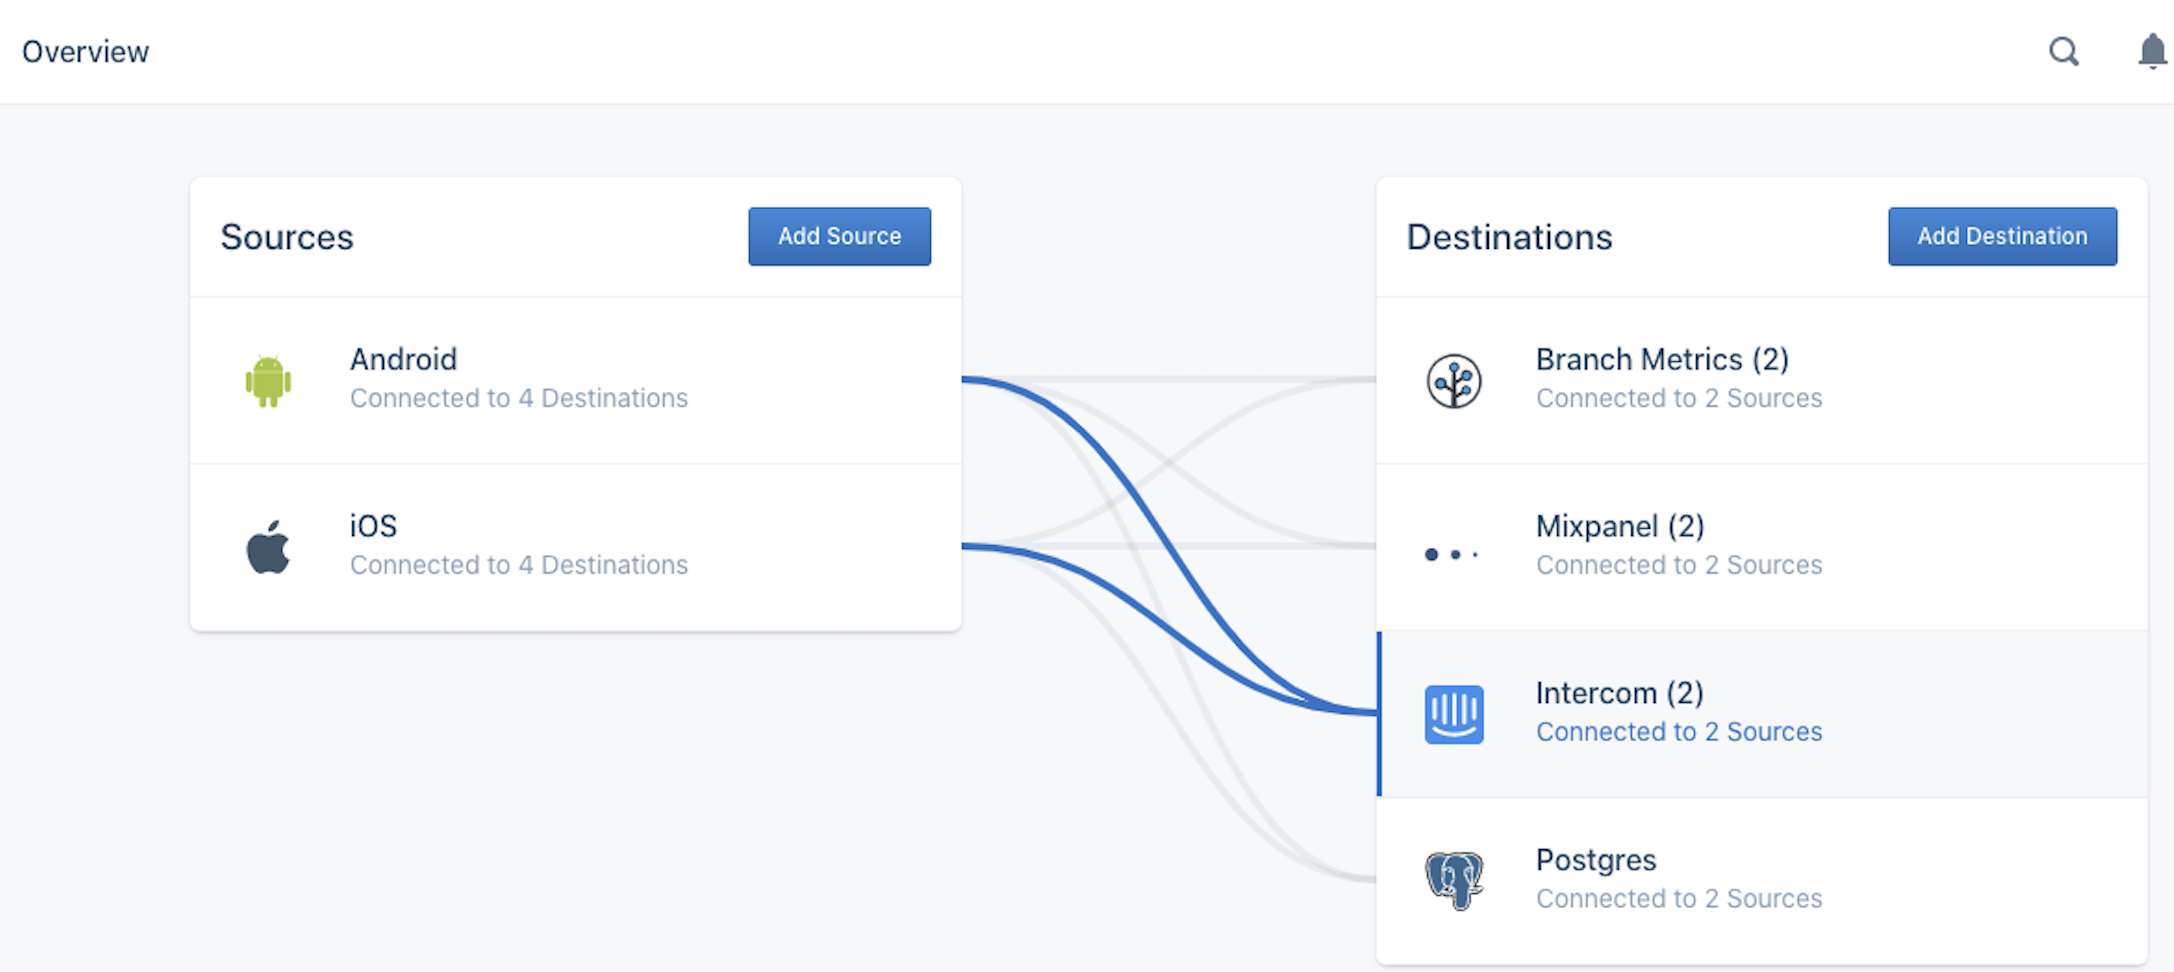 Overview
Sources
Add Source
Android
Connected to 4 Destinations
iOS
Connected to 4 Destinations
Destinations
Add Destination
Branch Metrics (2)
Connected to 2 Sources
Mixpanel (2)
Connected to 2 Sources
Intercom (2)
Connected to 2 Sources
Postgres
Connected to 2 Sources